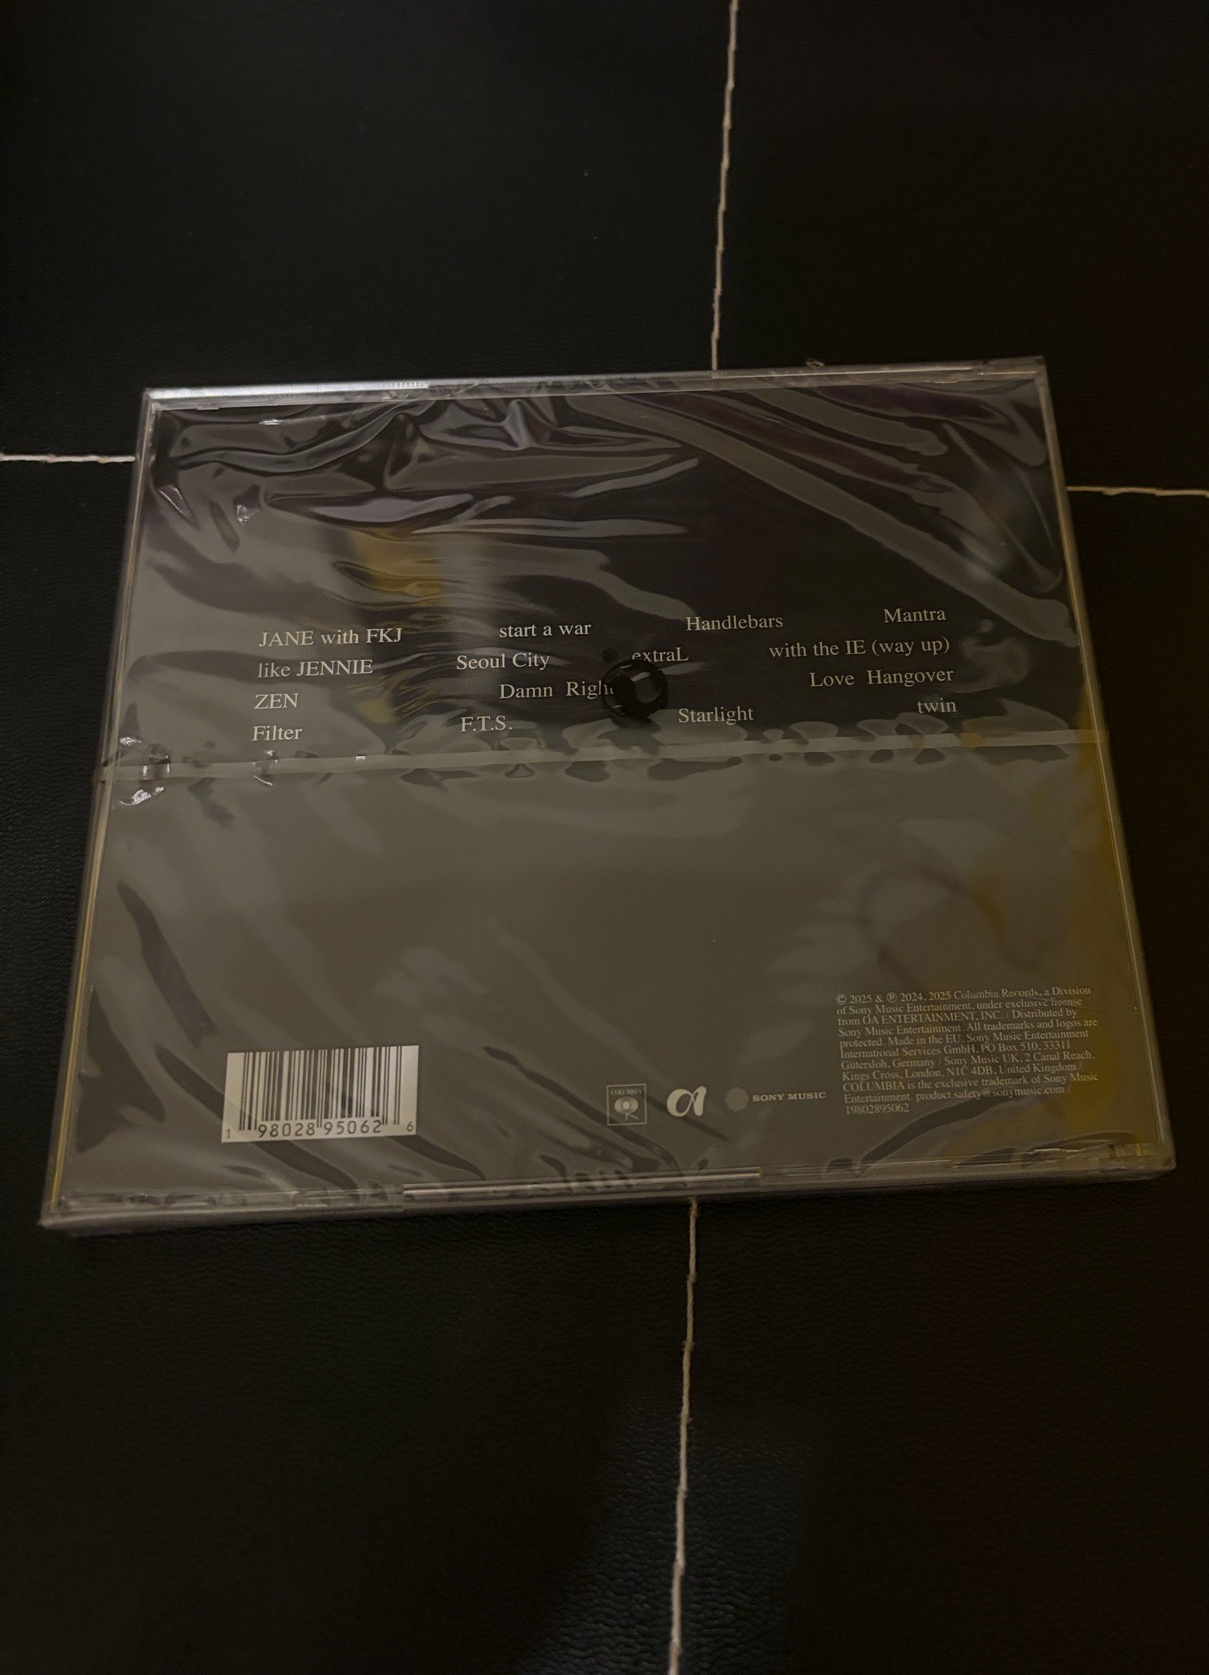 JANE with FKJ
like JENNIE
ZEN
Filter
start a war
Seoul City
Damn Right
F.T.S.
Handlebars
extraL
Starlight
Mantra
with the IE (way up)
Love Hangover
twin
1 98028 95062 6
COLUMBIA
OA
SONY MUSIC
© 2025 & ℗ 2024, 2025 Columbia Records, a Division
of Sony Music Entertainment, under exclusive license
from OA ENTERTAINMENT, INC. / Distributed by
Sony Music Entertainment. All trademarks and logos are
protected. Made in the EU. Sony Music Entertainment
International Services GmbH, PO Box 510, 33311
Gütersloh, Germany / Sony Music UK, 2 Canal Reach,
Kings Cross, London, N1C 4DB, United Kingdom /
COLUMBIA is the exclusive trademark of Sony Music
Entertainment. product.safety@sonymusic.com /
19802895062